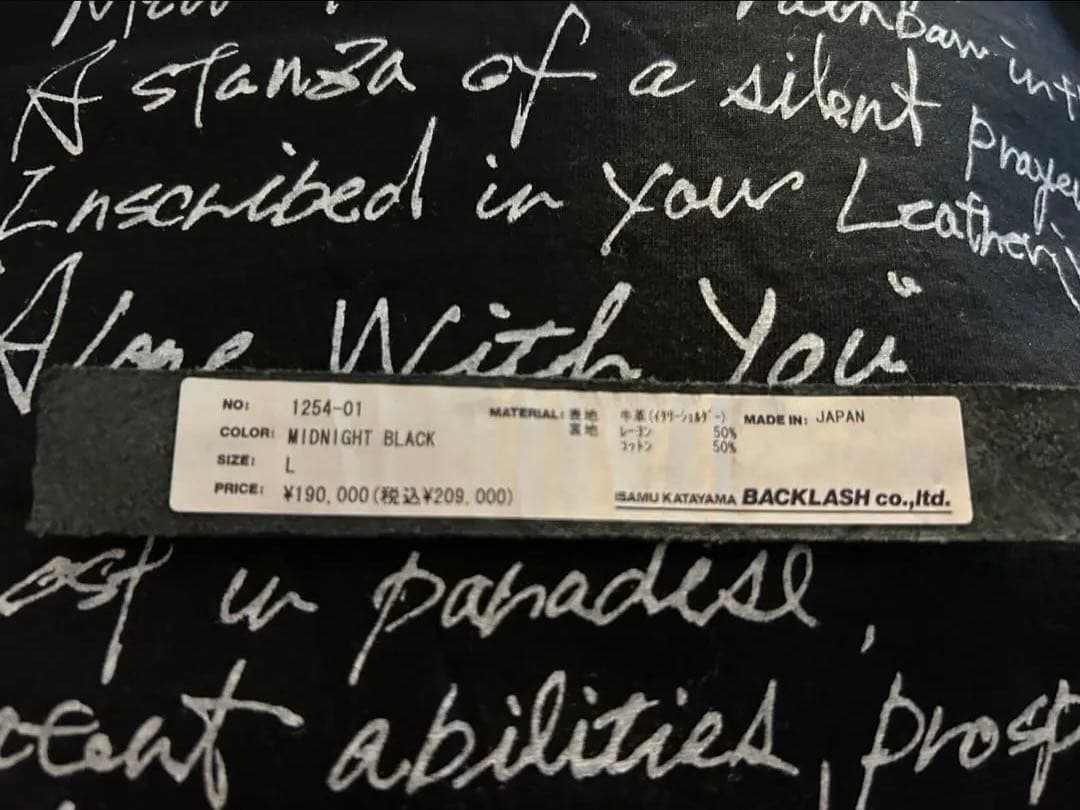 A stanza of a silent prayer
Inscribed in your
Alone With You"
NO: 1254-01
COLOR: MIDNIGHT BLACK
SIZE: L
PRICE: ¥190,000(税込¥209,000)
MATERIAL: 表地 牛革(イタリーショルダー)
裏地 レーヨン 50%
コットン 50%
MADE IN: JAPAN
ISAMU KATAYAMA BACKLASH co.,ltd.
in paradise,
abilities,